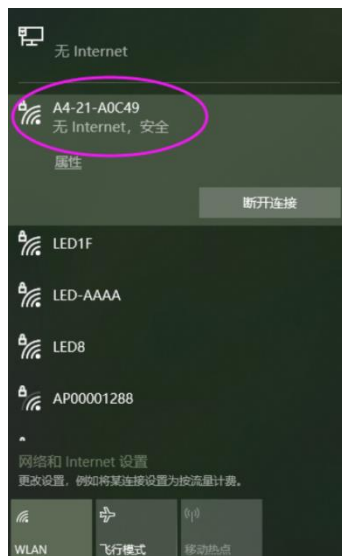 无 Internet
A4-21-A0C49
无 Internet，安全
属性
断开连接
LED1F
LED-AAAA
LED8
AP00001288
网络和 Internet 设置
更改设置，例如将某连接设置为按流量计费。
WLAN
飞行模式
移动热点